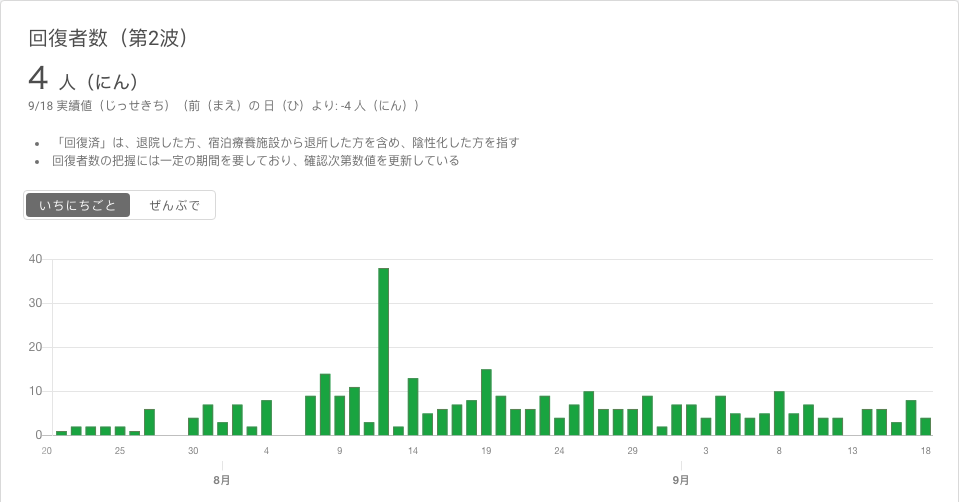 回復者数（第2波）
4 人（にん）
9/18 実績値（じっせきち）（前（まえ）の 日（ひ）より: -4 人（にん））
• 「回復済」は、退院した方、宿泊療養施設から退所した方を含め、陰性化した方を指す
• 回復者数の把握には一定の期間を要しており、確認次第数値を更新している
いちにちごと ぜんぶで
40
30
20
10
0
20 25 30 4 9 14 19 24 29 3 8 13 18
8月 9月